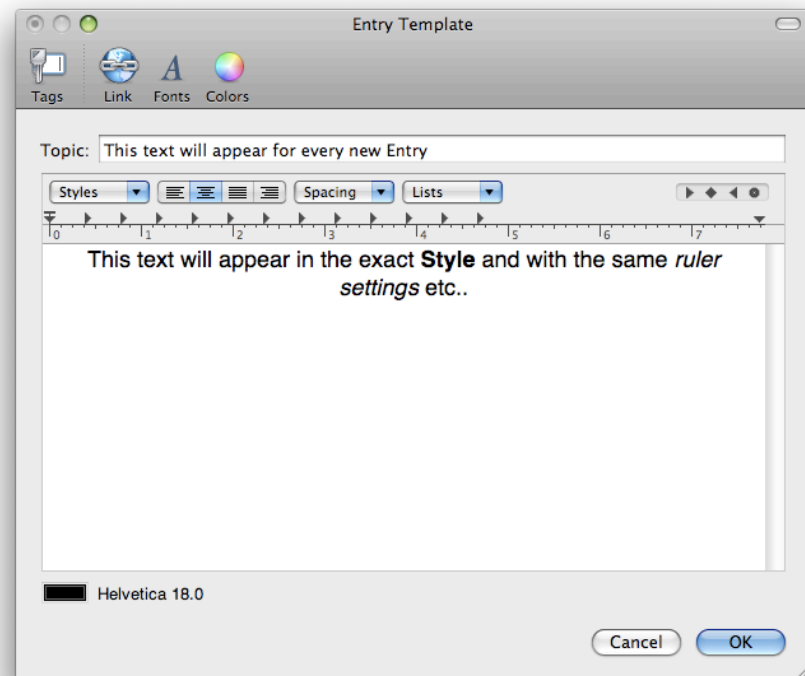 Entry Template
Tags Link Fonts Colors
Topic: This text will appear for every new Entry
Styles Spacing Lists
0 1 2 3 4 5 6 7
This text will appear in the exact Style and with the same ruler
settings etc..
Helvetica 18.0
Cancel OK